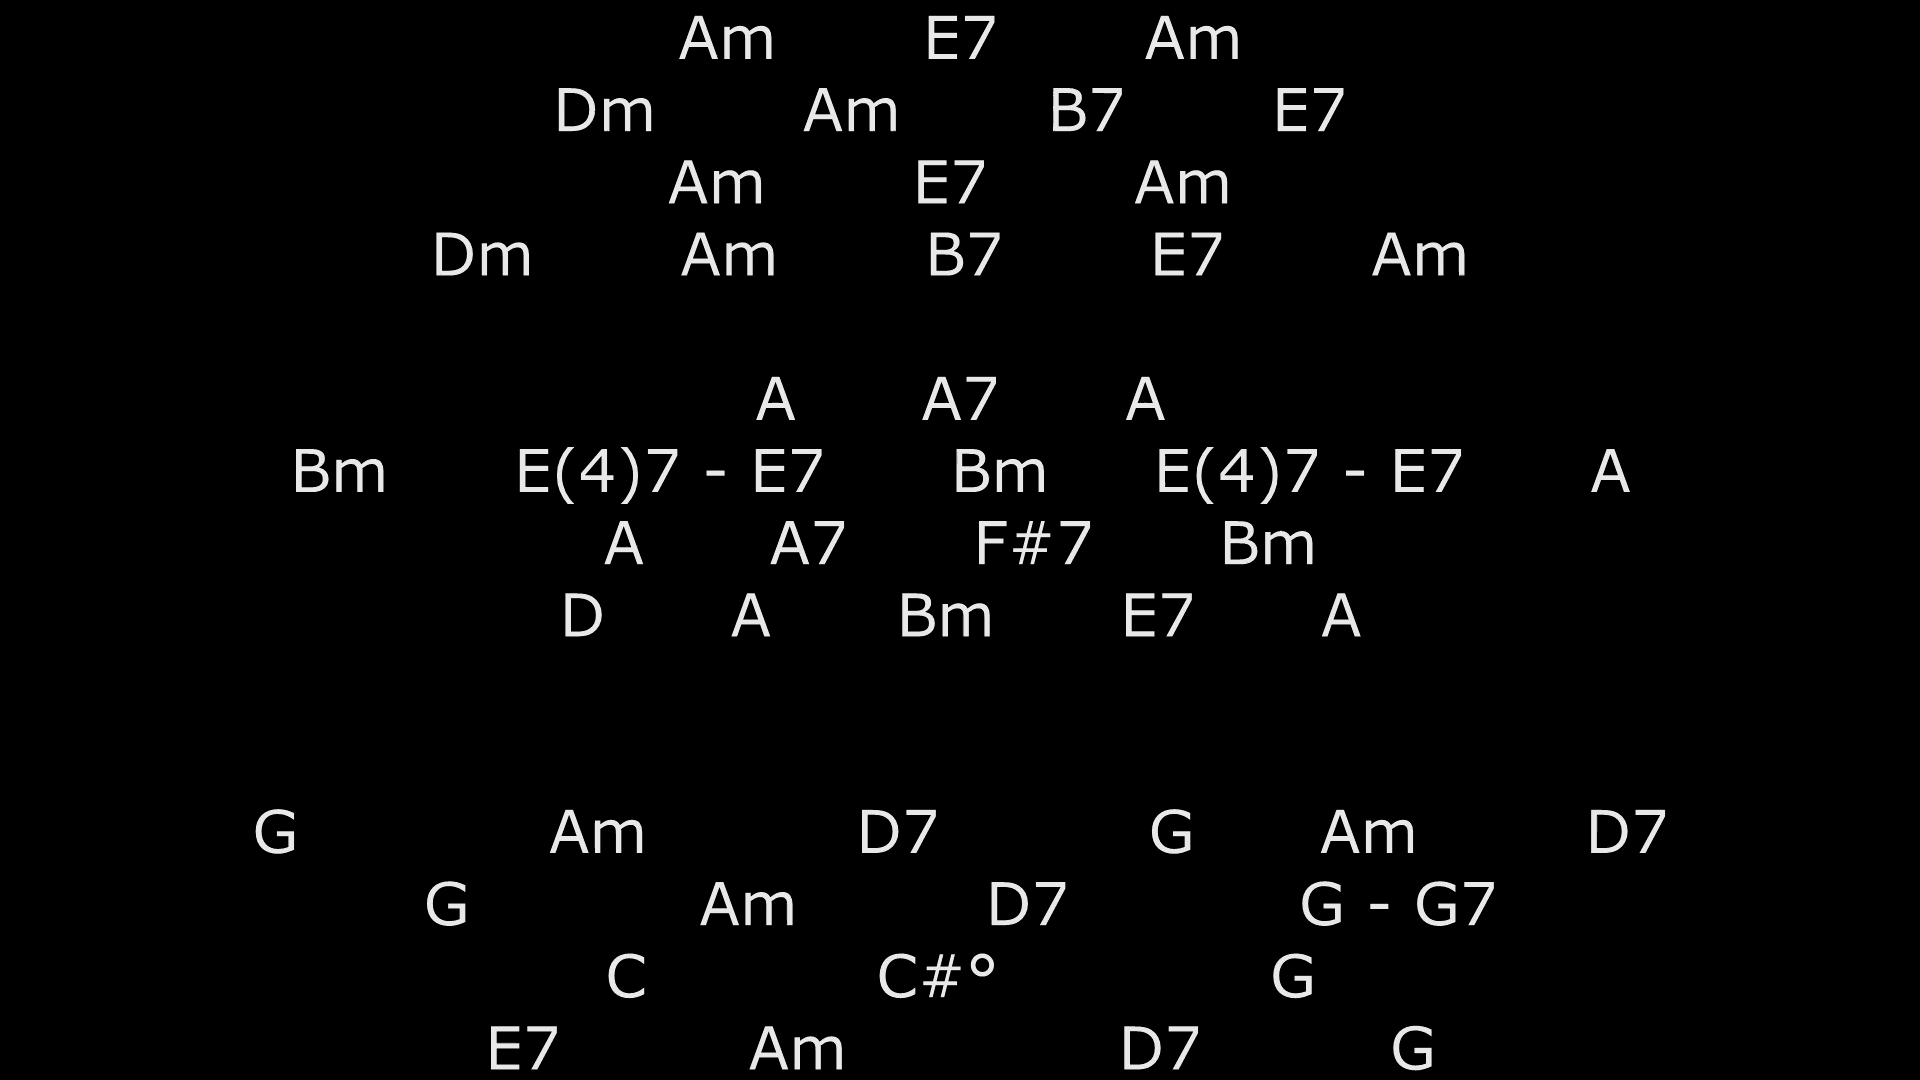 Am E7 Am
Dm Am B7 E7
Am E7 Am
Dm Am B7 E7 Am
A A7 A
Bm E(4)7 - E7 Bm E(4)7 - E7 A
A A7 F#7 Bm
D A Bm E7 A
G Am D7 G Am D7
G Am D7 G - G7
C C#° G
E7 Am D7 G